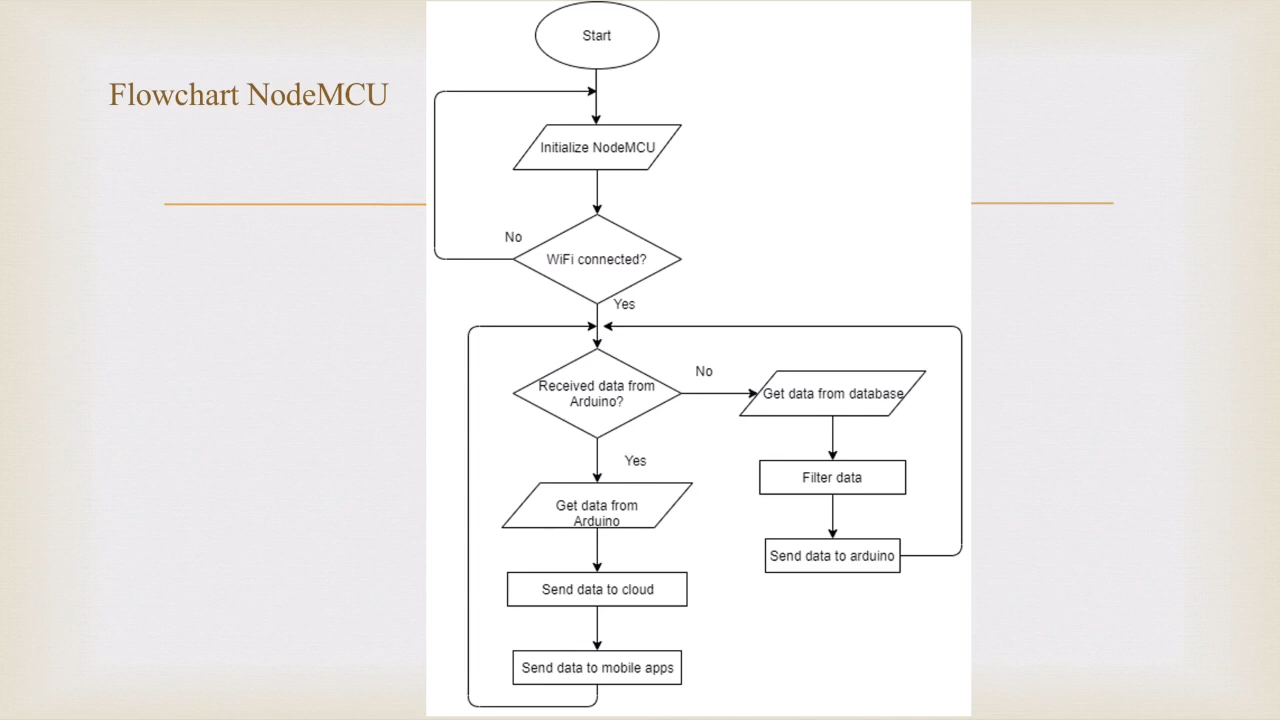 Start
Flowchart NodeMCU
Initialize NodeMCU
No
WiFi connected?
Yes
Received data from
Arduino?
No
Get data from database
Yes
Filter data
Get data from
Arduino
Send data to arduino
Send data to cloud
Send data to mobile apps